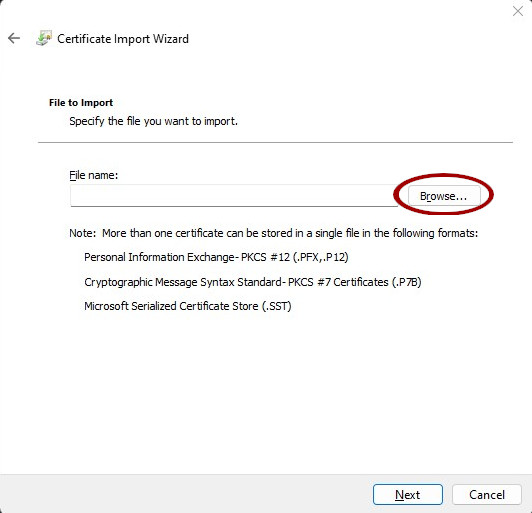 Certificate Import Wizard
File to Import
Specify the file you want to import.
File name:
Browse...
Note: More than one certificate can be stored in a single file in the following formats:
Personal Information Exchange- PKCS #12 (.PFX,.P12)
Cryptographic Message Syntax Standard- PKCS #7 Certificates (.P7B)
Microsoft Serialized Certificate Store (.SST)
Next Cancel